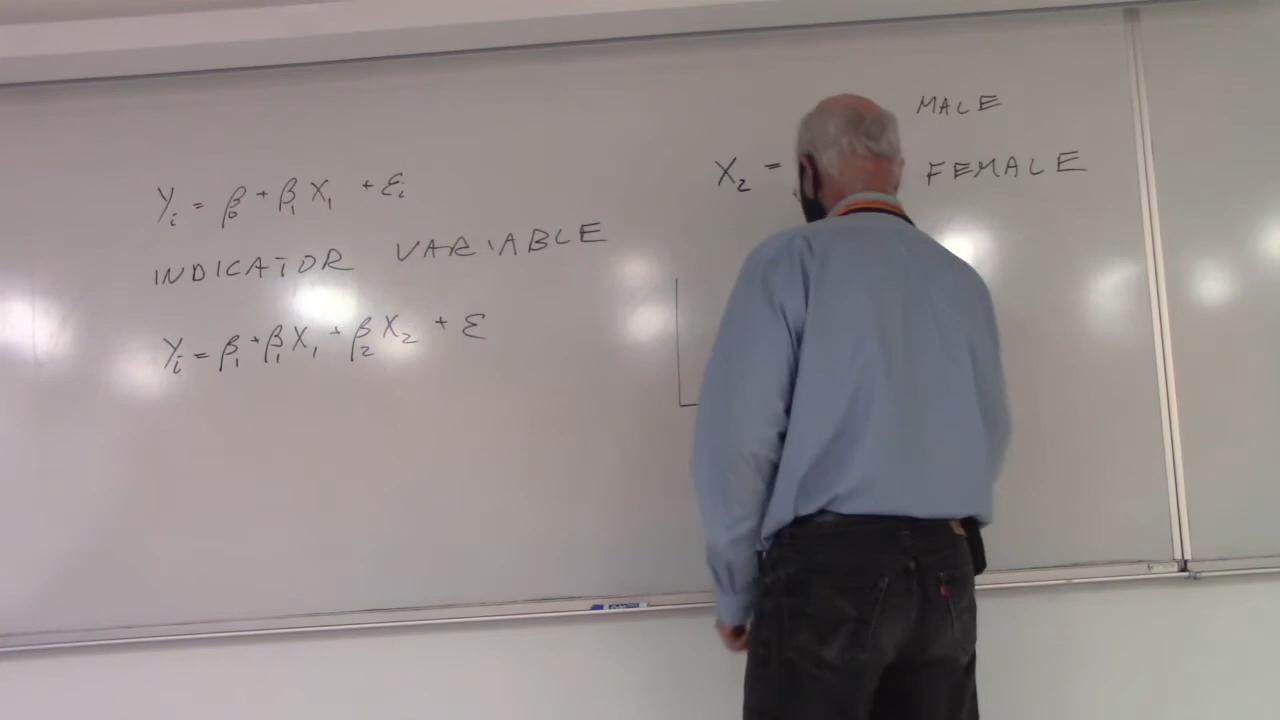 Yᵢ = β₀ + β₁ X₁ + εᵢ
INDICATOR VARIABLE
Yᵢ = β₁ + β₁ X₁ + β₂ X₂ + ε
MALE
X₂ =
FEMALE